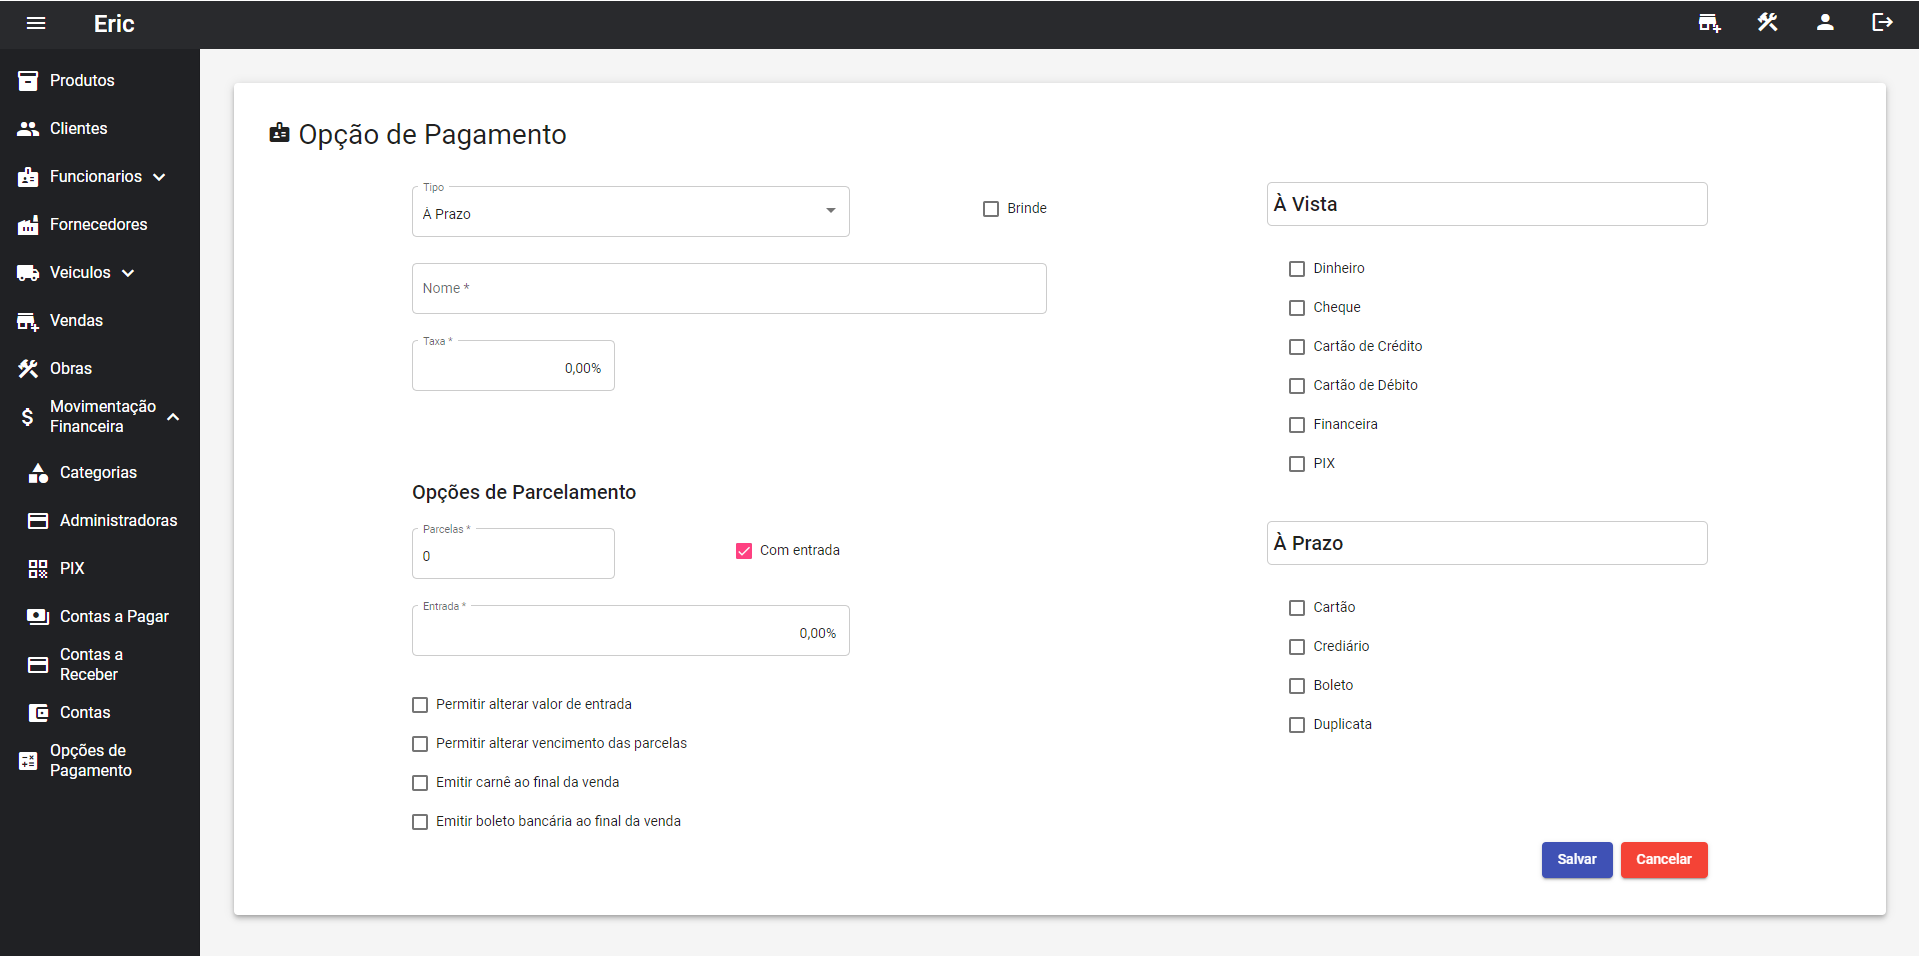 Eric
Produtos
Clientes
Funcionarios
Fornecedores
Veiculos
Vendas
Obras
Movimentação
Financeira
Categorias
Administradoras
PIX
Contas a Pagar
Contas a
Receber
Contas
Opções de
Pagamento
Opção de Pagamento
Tipo
À Prazo
Brinde
Nome *
Taxa *
0,00%
Opções de Parcelamento
Parcelas *
0
Com entrada
Entrada *
0,00%
Permitir alterar valor de entrada
Permitir alterar vencimento das parcelas
Emitir carnê ao final da venda
Emitir boleto bancária ao final da venda
À Vista
Dinheiro
Cheque
Cartão de Crédito
Cartão de Débito
Financeira
PIX
À Prazo
Cartão
Crediário
Boleto
Duplicata
Salvar
Cancelar